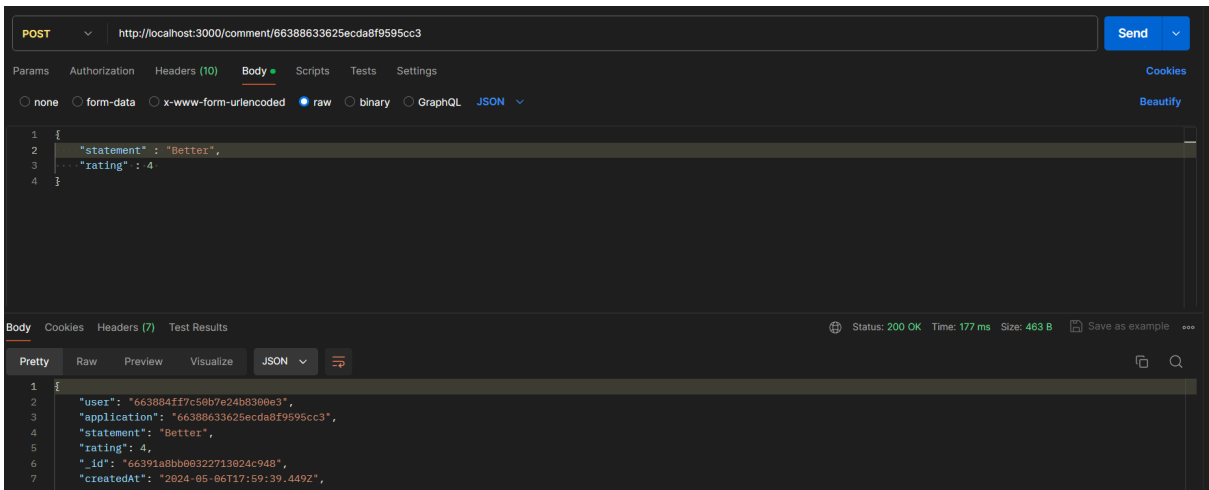 POST http://localhost:3000/comment/66388633625ecda8f9595cc3 Send
Params Authorization Headers (10) Body Scripts Tests Settings Cookies
none form-data x-www-form-urlencoded raw binary GraphQL JSON Beautify
1 {
2 "statement" : "Better",
3 "rating" : 4
4 }
Body Cookies Headers (7) Test Results Status: 200 OK Time: 177 ms Size: 463 B Save as example
Pretty Raw Preview Visualize JSON
1 {
2 "user": "663884ff7c50b7e24b8300e3",
3 "application": "66388633625ecda8f9595cc3",
4 "statement": "Better",
5 "rating": 4,
6 "_id": "66391a8bb00322713024c948",
7 "createdAt": "2024-05-06T17:59:39.449Z",